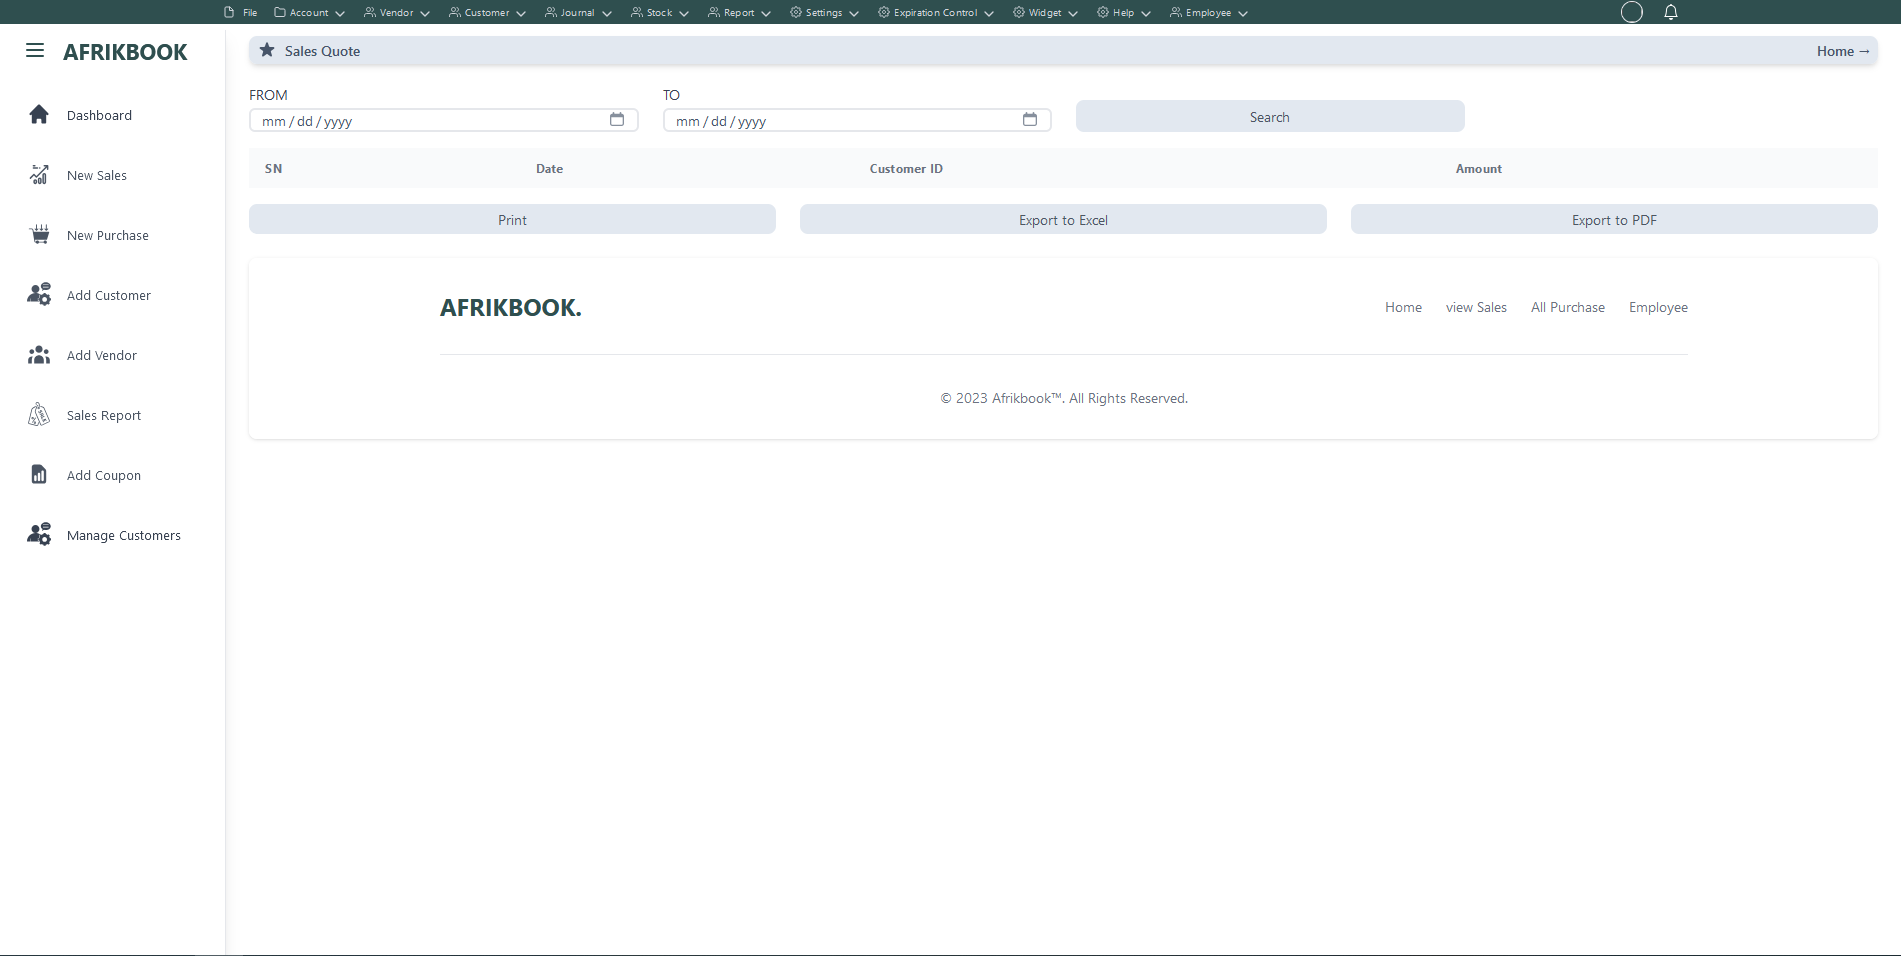 File Account Vendor Customer Journal Stock Report Settings Expiration Control Widget Help Employee
AFRIKBOOK
Sales Quote Home →
FROM TO
mm / dd / yyyy mm / dd / yyyy Search
Dashboard
New Sales
New Purchase
Add Customer
Add Vendor
Sales Report
Add Coupon
Manage Customers
SN Date Customer ID Amount
Print Export to Excel Export to PDF
AFRIKBOOK. Home view Sales All Purchase Employee
© 2023 Afrikbook™. All Rights Reserved.